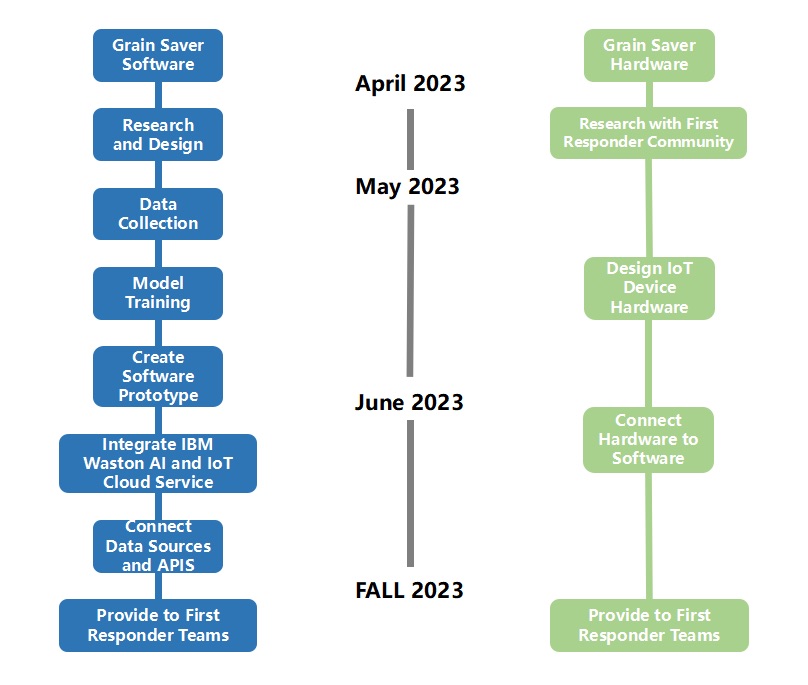 Grain Saver
Software
Research
and Design
Data
Collection
Model
Training
Create
Software
Prototype
Integrate IBM
Waston AI and IoT
Cloud Service
Connect
Data Sources
and APIS
Provide to First
Responder Teams
April 2023
May 2023
June 2023
FALL 2023
Grain Saver
Hardware
Research with First
Responder Community
Design IoT
Device
Hardware
Connect
Hardware to
Software
Provide to First
Responder Teams